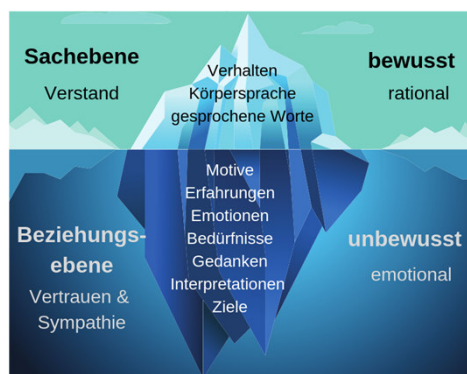 Sachebene
Verstand
Verhalten
Körpersprache
gesprochene Worte
bewusst
rational
Beziehungs-
ebene
Vertrauen &
Sympathie
Motive
Erfahrungen
Emotionen
Bedürfnisse
Gedanken
Interpretationen
Ziele
unbewusst
emotional